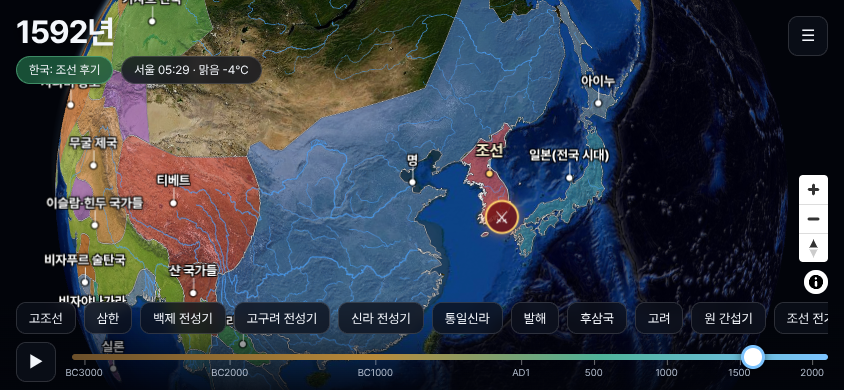 1592년
한국: 조선 후기
서울 05:29 · 맑음 -4°C
아이누
무굴 제국
명
조선
일본(전국 시대)
티베트
이슬람·힌두 국가들
비자푸르 술탄국
샨 국가들
고조선
삼한
백제 전성기
고구려 전성기
신라 전성기
통일신라
발해
후삼국
고려
원 간섭기
실론
BC3000
BC2000
BC1000
AD1
500
1000
1500
2000